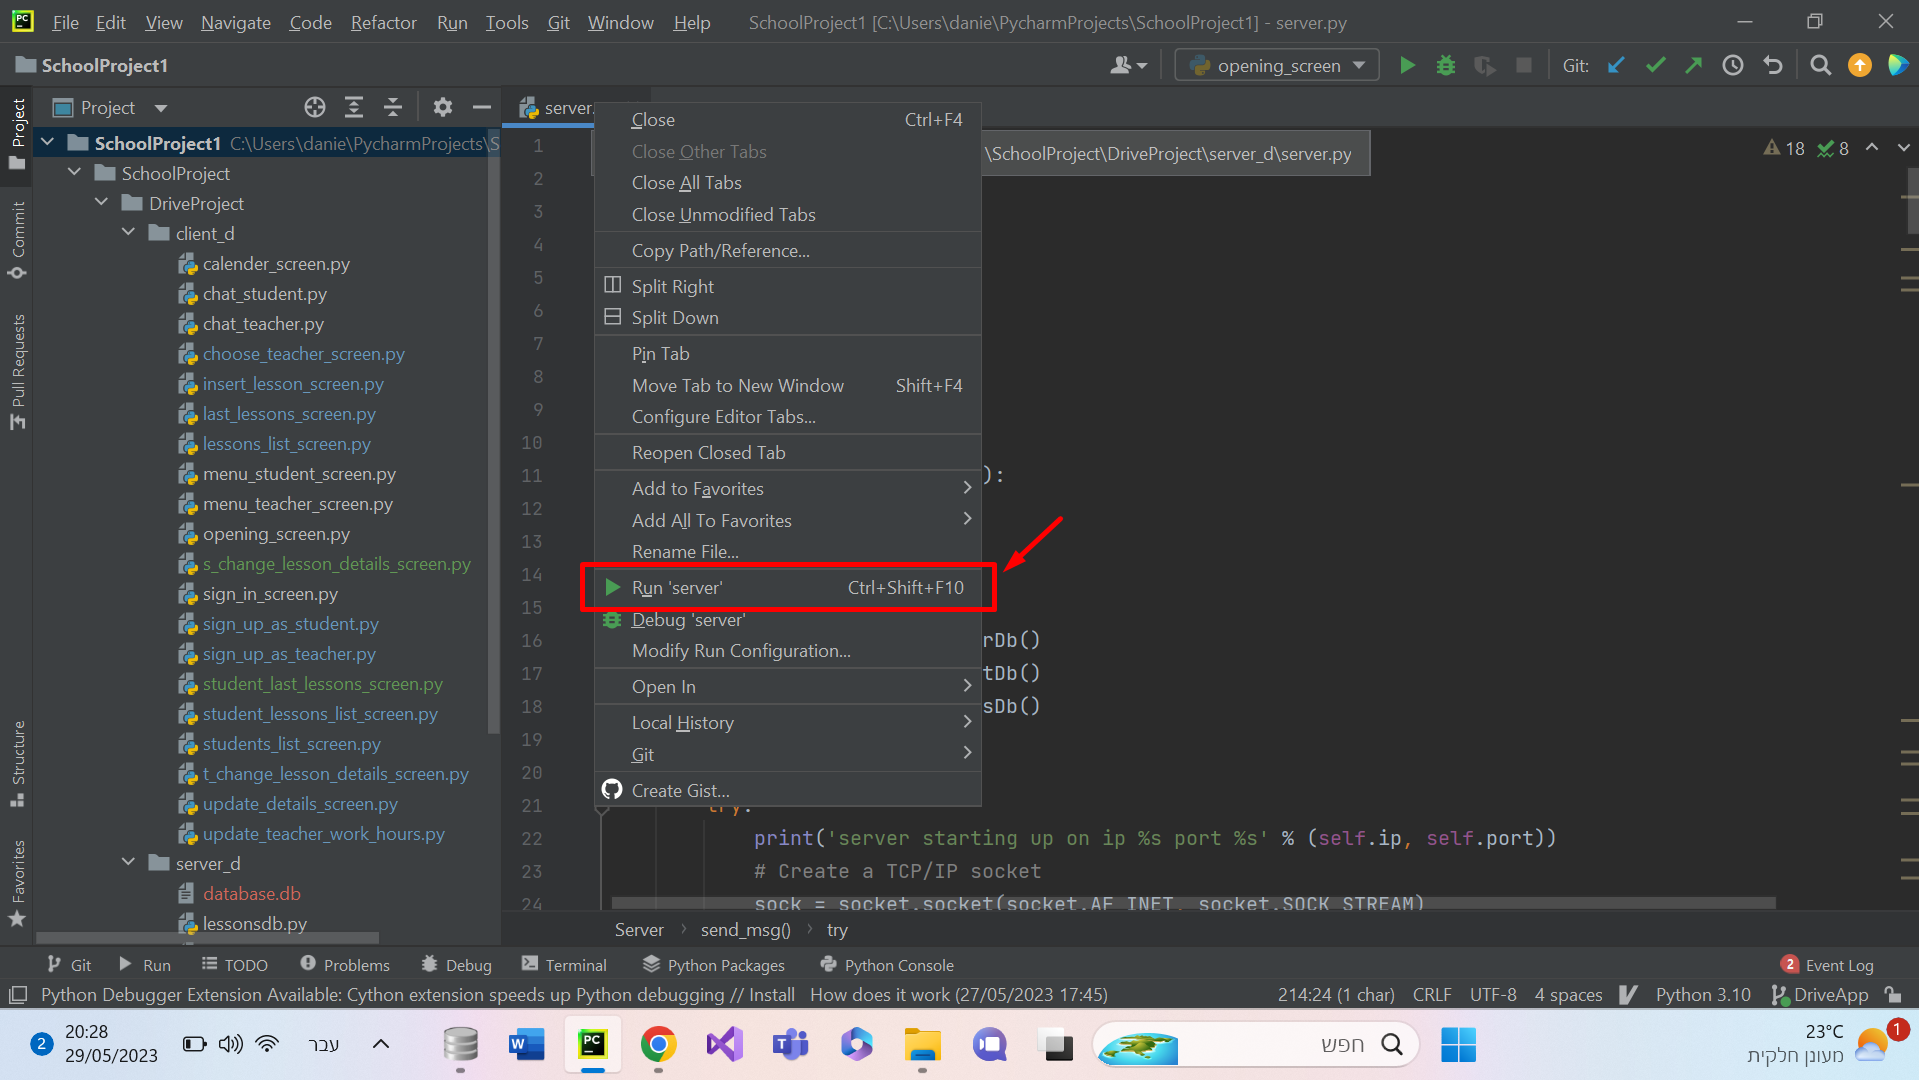 File Edit View Navigate Code Refactor Run Tools Git Window Help SchoolProject1 [C:\Users\danie\PycharmProjects\SchoolProject1] - server.py
SchoolProject1 opening_screen Git:
Project
server.
SchoolProject1 C:\Users\danie\PycharmProjects\S
SchoolProject
DriveProject
client_d
calender_screen.py
chat_student.py
chat_teacher.py
choose_teacher_screen.py
insert_lesson_screen.py
last_lessons_screen.py
lessons_list_screen.py
menu_student_screen.py
menu_teacher_screen.py
opening_screen.py
s_change_lesson_details_screen.py
sign_in_screen.py
sign_up_as_student.py
sign_up_as_teacher.py
student_last_lessons_screen.py
student_lessons_list_screen.py
students_list_screen.py
t_change_lesson_details_screen.py
update_details_screen.py
update_teacher_work_hours.py
server_d
database.db
lessonsdb.py
Project
Commit
Pull Requests
Structure
Favorites
Close Ctrl+F4
Close Other Tabs
Close All Tabs
Close Unmodified Tabs
Copy Path/Reference...
Split Right
Split Down
Pin Tab
Move Tab to New Window Shift+F4
Configure Editor Tabs...
Reopen Closed Tab
Add to Favorites
Add All To Favorites
Rename File...
Run 'server' Ctrl+Shift+F10
Debug 'server'
Modify Run Configuration...
Open In
Local History
Git
Create Gist...
\SchoolProject\DriveProject\server_d\server.py
18 8
1
2
3
4
5
6
7
8
9
10
11 ):
12
13
14
15
16 rDb()
17 tDb()
18 sDb()
19
20
21 try:
22 print('server starting up on ip %s port %s' % (self.ip, self.port))
23 # Create a TCP/IP socket
24 sock = socket.socket(socket.AF_INET, socket.SOCK_STREAM)
Server send_msg() try
Git Run TODO Problems Debug Terminal Python Packages Python Console 2 Event Log
Python Debugger Extension Available: Cython extension speeds up Python debugging // Install How does it work (27/05/2023 17:45) 214:24 (1 char) CRLF UTF-8 4 spaces Python 3.10 DriveApp
2 20:28
29/05/2023
עבר
חפש
23°C
מעונן חלקית
1